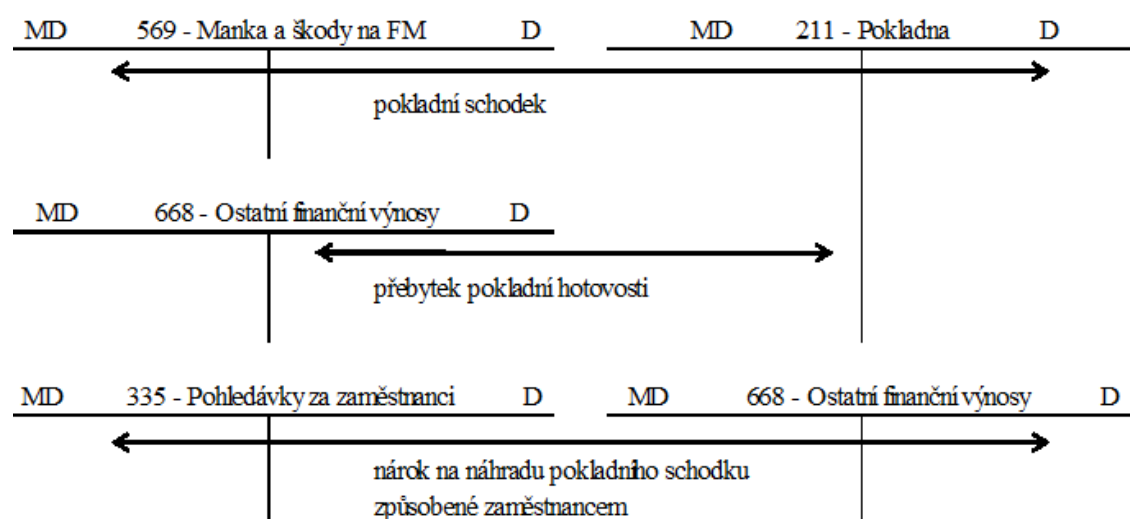 MD 569 - Manka a škody na FM D MD 211 - Pokladna D
pokladní schodek
MD 668 - Ostatní finanční výnosy D
přebytek pokladní hotovosti
MD 335 - Pohledávky za zaměstnanci D MD 668 - Ostatní finanční výnosy D
nárok na náhradu pokladního schodku
způsobené zaměstnancem